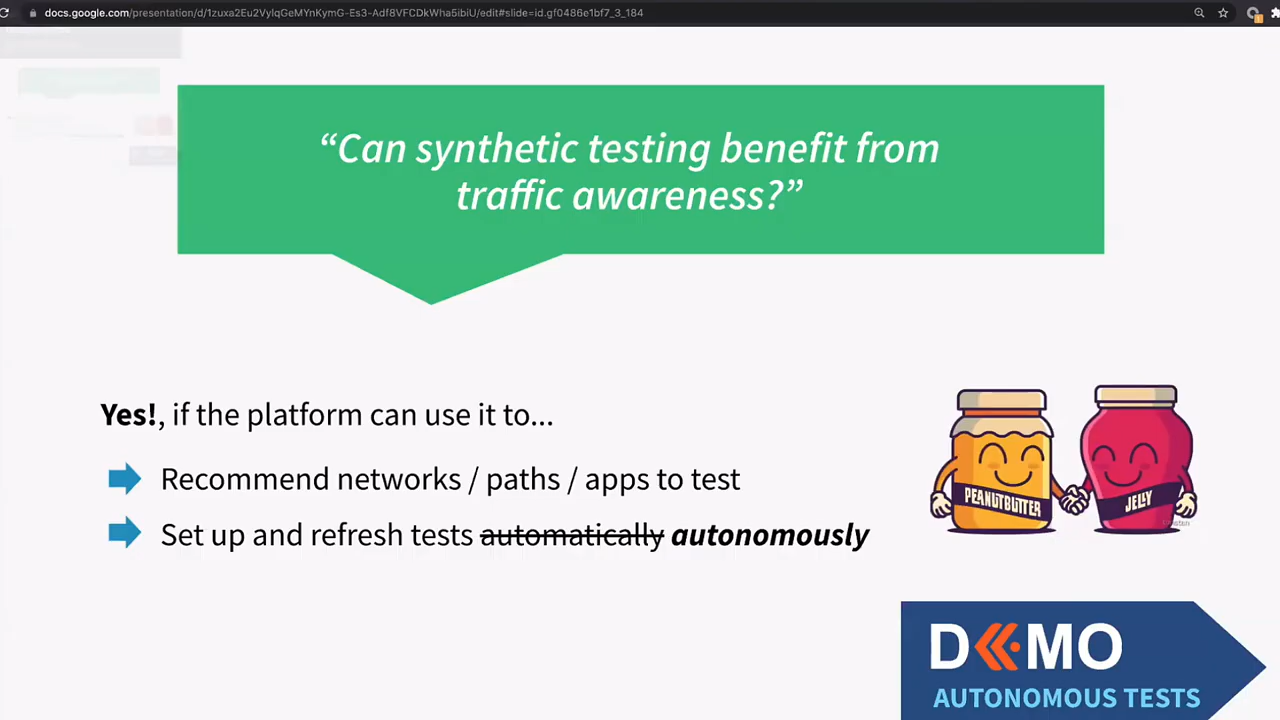 docs.google.com/presentation/d/1zuxa2Eu2VylqGeMYnKymG-Es3-Adf8VFCDkWha5ibiU/edit#slide=id.gf0486e1bf7_3_184
“Can synthetic testing benefit from
traffic awareness?”
Yes!, if the platform can use it to...
Recommend networks / paths / apps to test
Set up and refresh tests automatically autonomously
PEANUTBUTTER
JELLY
DEMO
AUTONOMOUS TESTS